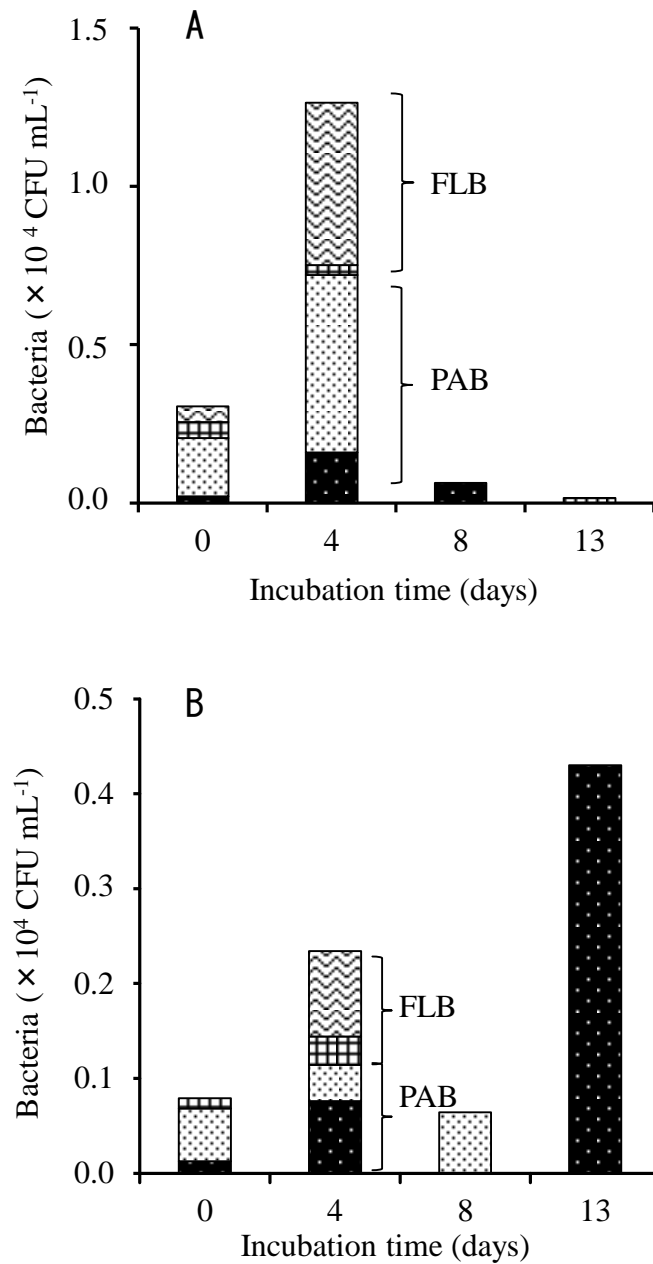 A
1.5
1.0
0.5
0.0
Bacteria (×10 4 CFU mL-1)
FLB
PAB
0 4 8 13
Incubation time (days)
B
0.5
0.4
0.3
0.2
0.1
0.0
Bacteria (×104 CFU mL-1)
FLB
PAB
0 4 8 13
Incubation time (days)